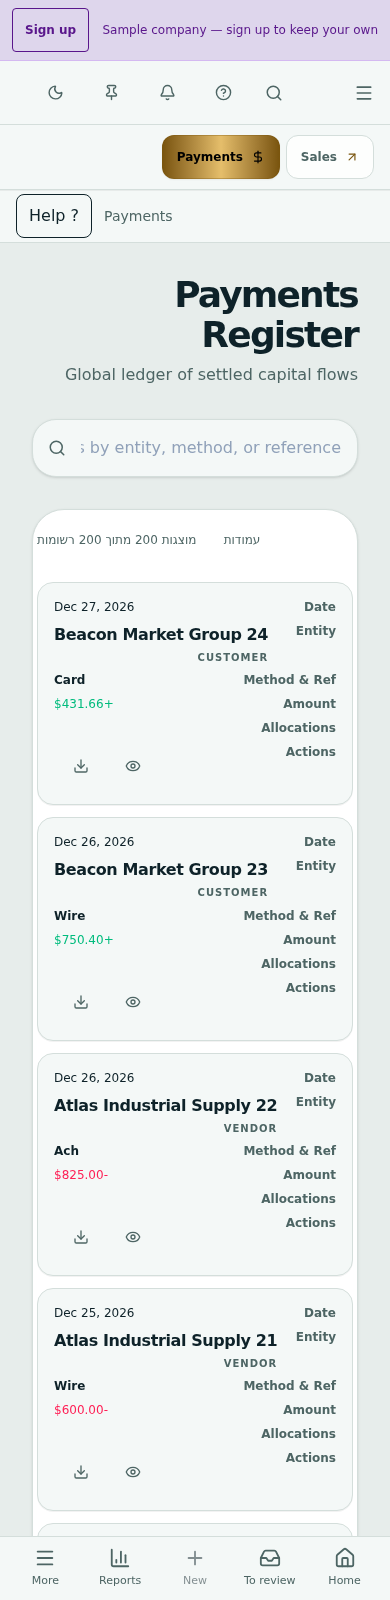 Sign up
Sample company — sign up to keep your own
Payments $
Sales
Help ?
Payments
Payments
Register
Global ledger of settled capital flows
by entity, method, or reference
עמודות
מוצגות 200 מתוך 200 רשומות
Date
Dec 27, 2026
Entity
Beacon Market Group 24
CUSTOMER
Method & Ref
Card
Amount
$431.66+
Allocations
Actions
Date
Dec 26, 2026
Entity
Beacon Market Group 23
CUSTOMER
Method & Ref
Wire
Amount
$750.40+
Allocations
Actions
Date
Dec 26, 2026
Entity
Atlas Industrial Supply 22
VENDOR
Method & Ref
Ach
Amount
$825.00-
Allocations
Actions
Date
Dec 25, 2026
Entity
Atlas Industrial Supply 21
VENDOR
Method & Ref
Wire
Amount
$600.00-
Allocations
Actions
More
Reports
New
To review
Home